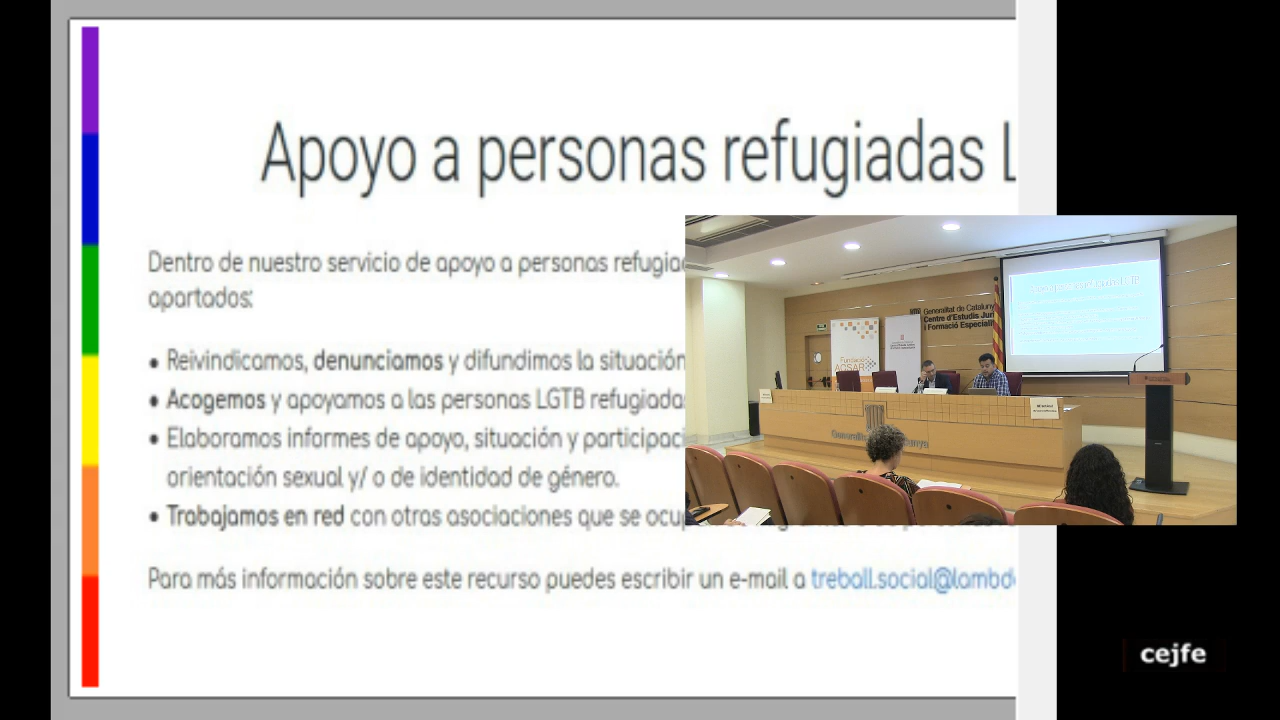 Apoyo a personas refugiadas L
Dentro de nuestro servicio de apoyo a personas refugia
apartados:
• Reivindicamos, denunciamos y difundimos la situación
• Acogemos y apoyamos a las personas LGTB refugiada
• Elaboramos informes de apoyo, situación y participaci
orientación sexual y/ o de identidad de género.
• Trabajamos en red con otras asociaciones que se ocu
Para más información sobre este recurso puedes escribir un e-mail a treball.social@lambd
Generalitat de Catalun
Centre d'Estudis Jur
i Formació Especiali
Fundació
ACSAR
cejfe